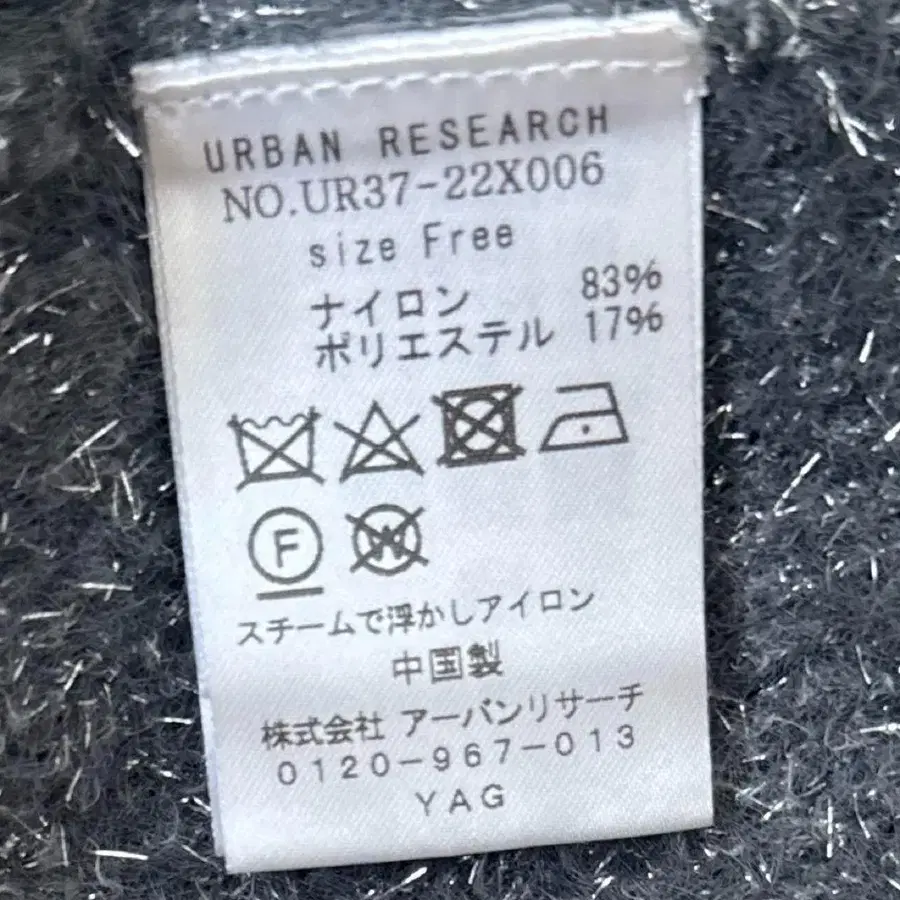 URBAN RESEARCH
NO.UR37-22X006
size Free
ナイロン 83%
ポリエステル 17%
F W
スチームで浮かしアイロン
中国製
株式会社 アーバンリサーチ
0120-967-013
YAG